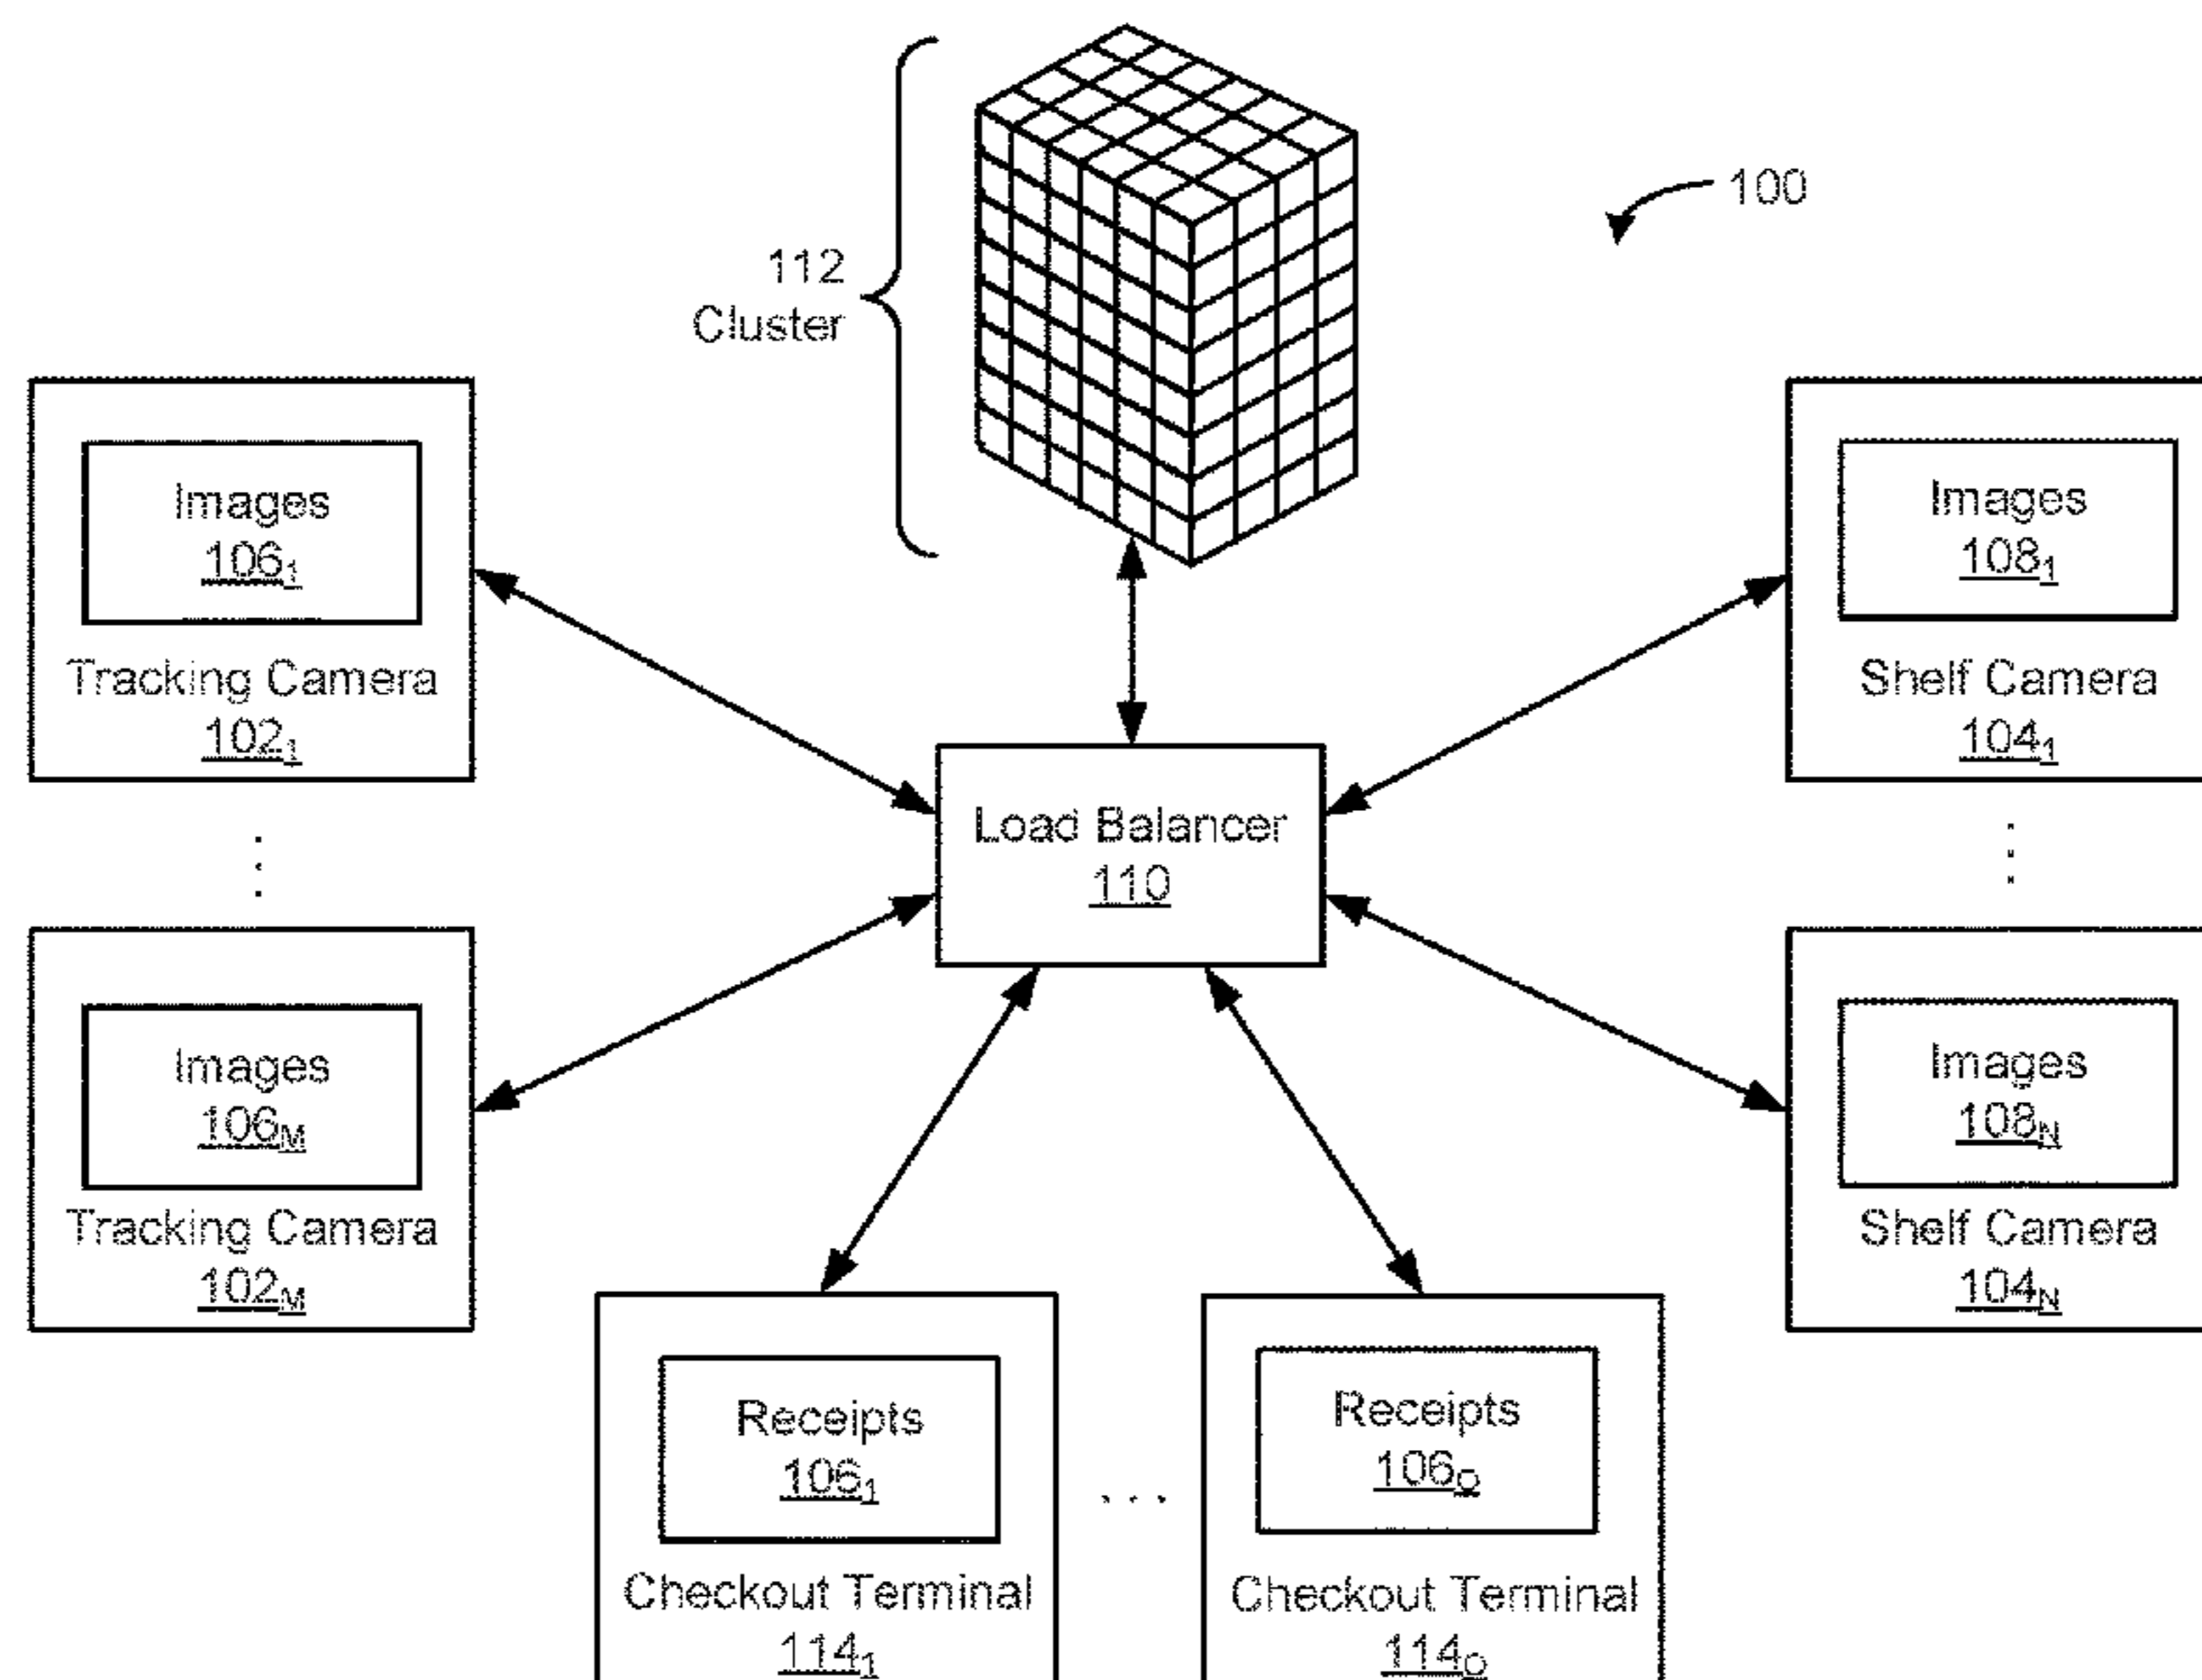 100
112
Cluster
Images
106₁
Tracking Camera
102₁
Images
108₁
Shelf Camera
104₁
Load Balancer
110
Images
106M
Tracking Camera
102M
Images
108N
Shelf Camera
104N
Receipts
106₁
Checkout Terminal
114₁
...
Receipts
106O
Checkout Terminal
114O